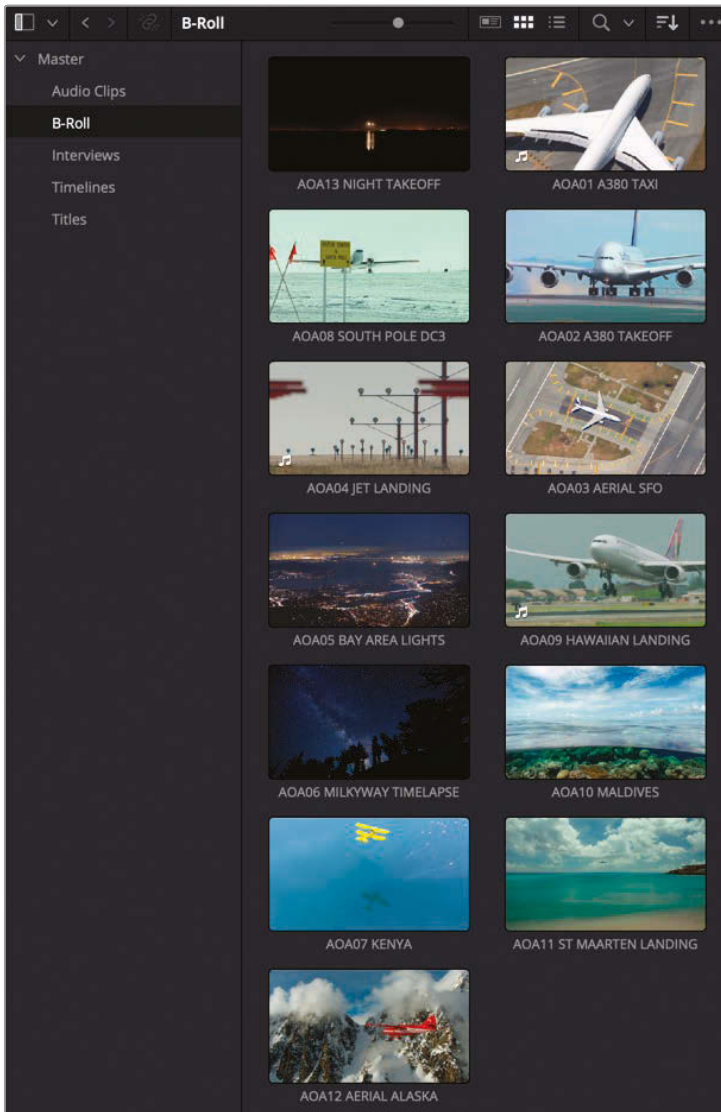 B-Roll
Master
Audio Clips
B-Roll
Interviews
Timelines
Titles
AOA13 NIGHT TAKEOFF
AOA01 A380 TAXI
AOA08 SOUTH POLE DC3
AOA02 A380 TAKEOFF
AOA04 JET LANDING
AOA03 AERIAL SFO
AOA05 BAY AREA LIGHTS
AOA09 HAWAIIAN LANDING
AOA06 MILKYWAY TIMELAPSE
AOA10 MALDIVES
AOA07 KENYA
AOA11 ST MAARTEN LANDING
AOA12 AERIAL ALASKA